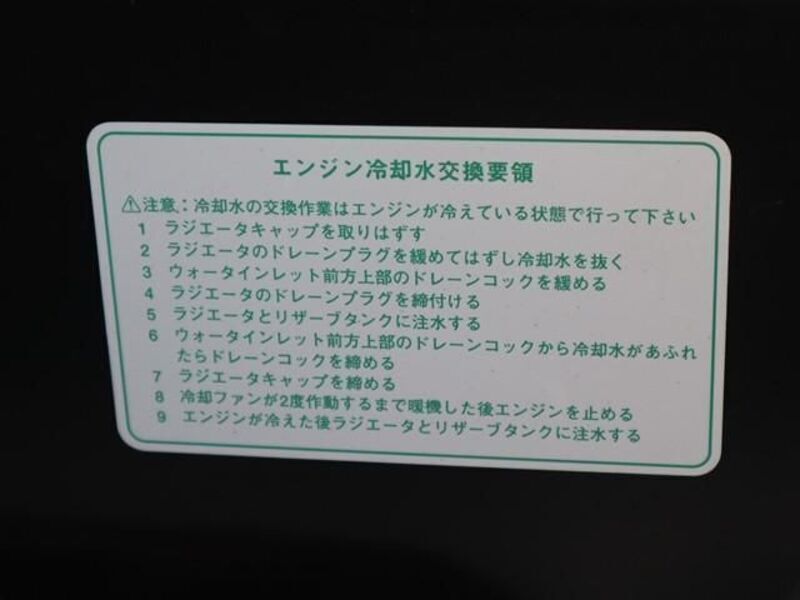 エンジン冷却水交換要領
⚠注意：冷却水の交換作業はエンジンが冷えている状態で行って下さい
1 ラジエータキャップを取りはずす
2 ラジエータのドレーンプラグを緩めてはずし冷却水を抜く
3 ウォータインレット前方上部のドレーンコックを緩める
4 ラジエータのドレーンプラグを締付ける
5 ラジエータとリザーブタンクに注水する
6 ウォータインレット前方上部のドレーンコックから冷却水があふれ
たらドレーンコックを締める
7 ラジエータキャップを締める
8 冷却ファンが2度作動するまで暖機した後エンジンを止める
9 エンジンが冷えた後ラジエータとリザーブタンクに注水する